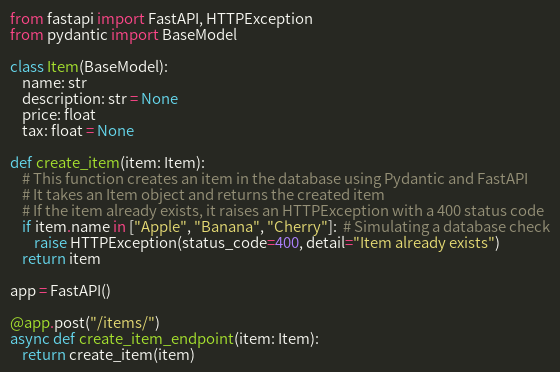 from fastapi import FastAPI, HTTPException
from pydantic import BaseModel

class Item(BaseModel):
    name: str
    description: str = None
    price: float
    tax: float = None

def create_item(item: Item):
    # This function creates an item in the database using Pydantic and FastAPI
    # It takes an Item object and returns the created item
    # If the item already exists, it raises an HTTPException with a 400 status code
    if item.name in ["Apple", "Banana", "Cherry"]:  # Simulating a database check
        raise HTTPException(status_code=400, detail="Item already exists")
    return item

app = FastAPI()

@app.post("/items/")
async def create_item_endpoint(item: Item):
    return create_item(item)